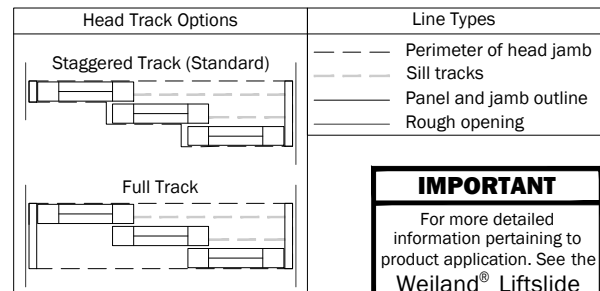 Head Track Options
Staggered Track (Standard)
Full Track
Line Types
Perimeter of head jamb
Sill tracks
Panel and jamb outline
Rough opening
IMPORTANT
For more detailed
information pertaining to
product application. See the
Weiland® Liftslide